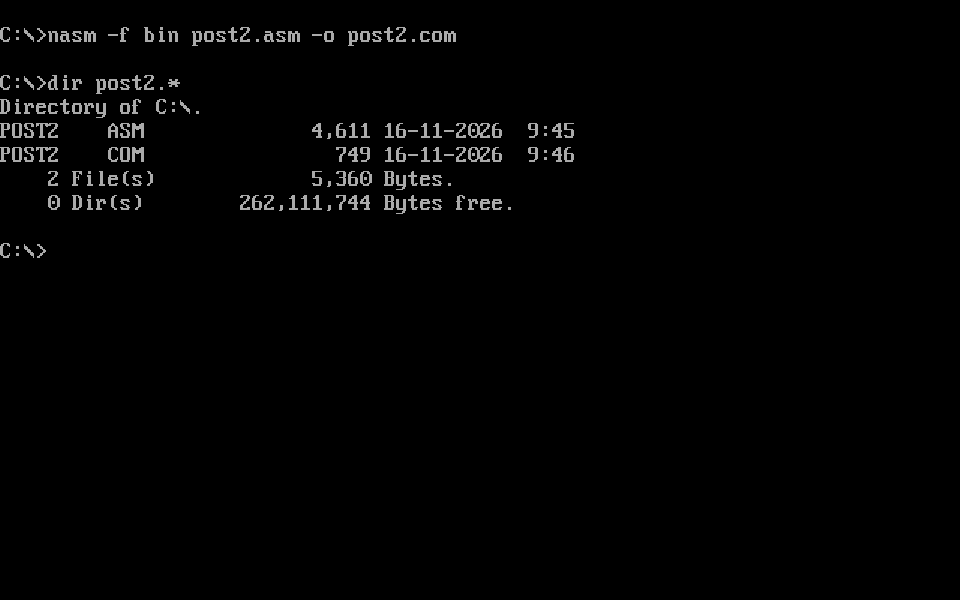 C:\>nasm -f bin post2.asm -o post2.com
C:\>dir post2.*
Directory of C:\.
POST2    ASM              4,611 16-11-2026  9:45
POST2    COM                749 16-11-2026  9:46
    2 File(s)             5,360 Bytes.
    0 Dir(s)       262,111,744 Bytes free.
C:\>